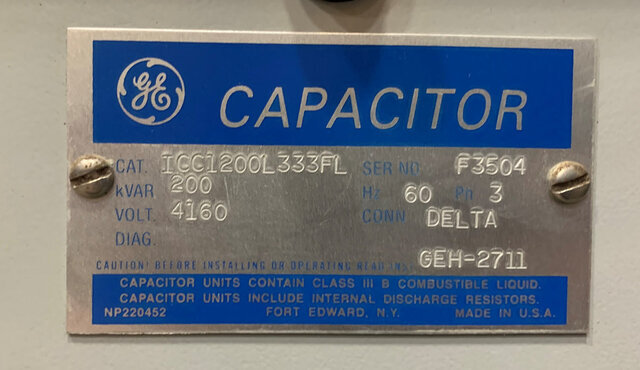 GE CAPACITOR
CAT. ICC1200L333FL SER NO F3504
kVAR 200 Hz 60 Ph 3
VOLT. 4160 CONN DELTA
DIAG.
CAUTION! BEFORE INSTALLING OR OPERATING READ INST. GEH-2711
CAPACITOR UNITS CONTAIN CLASS III B COMBUSTIBLE LIQUID.
CAPACITOR UNITS INCLUDE INTERNAL DISCHARGE RESISTORS.
NP220452 FORT EDWARD, N.Y. MADE IN U.S.A.